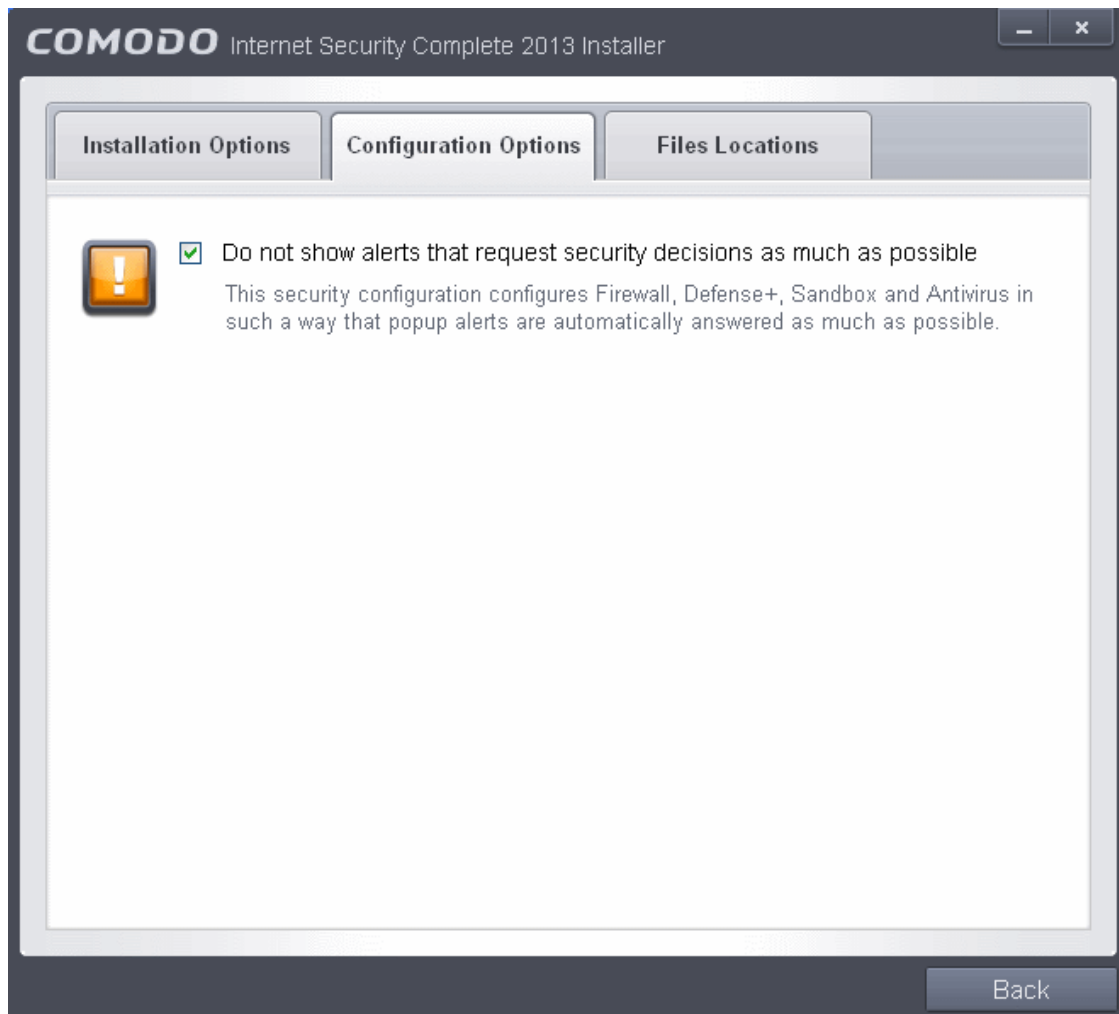 COMODO Internet Security Complete 2013 Installer
Installation Options
Configuration Options
Files Locations
Do not show alerts that request security decisions as much as possible
This security configuration configures Firewall, Defense+, Sandbox and Antivirus in
such a way that popup alerts are automatically answered as much as possible.
Back